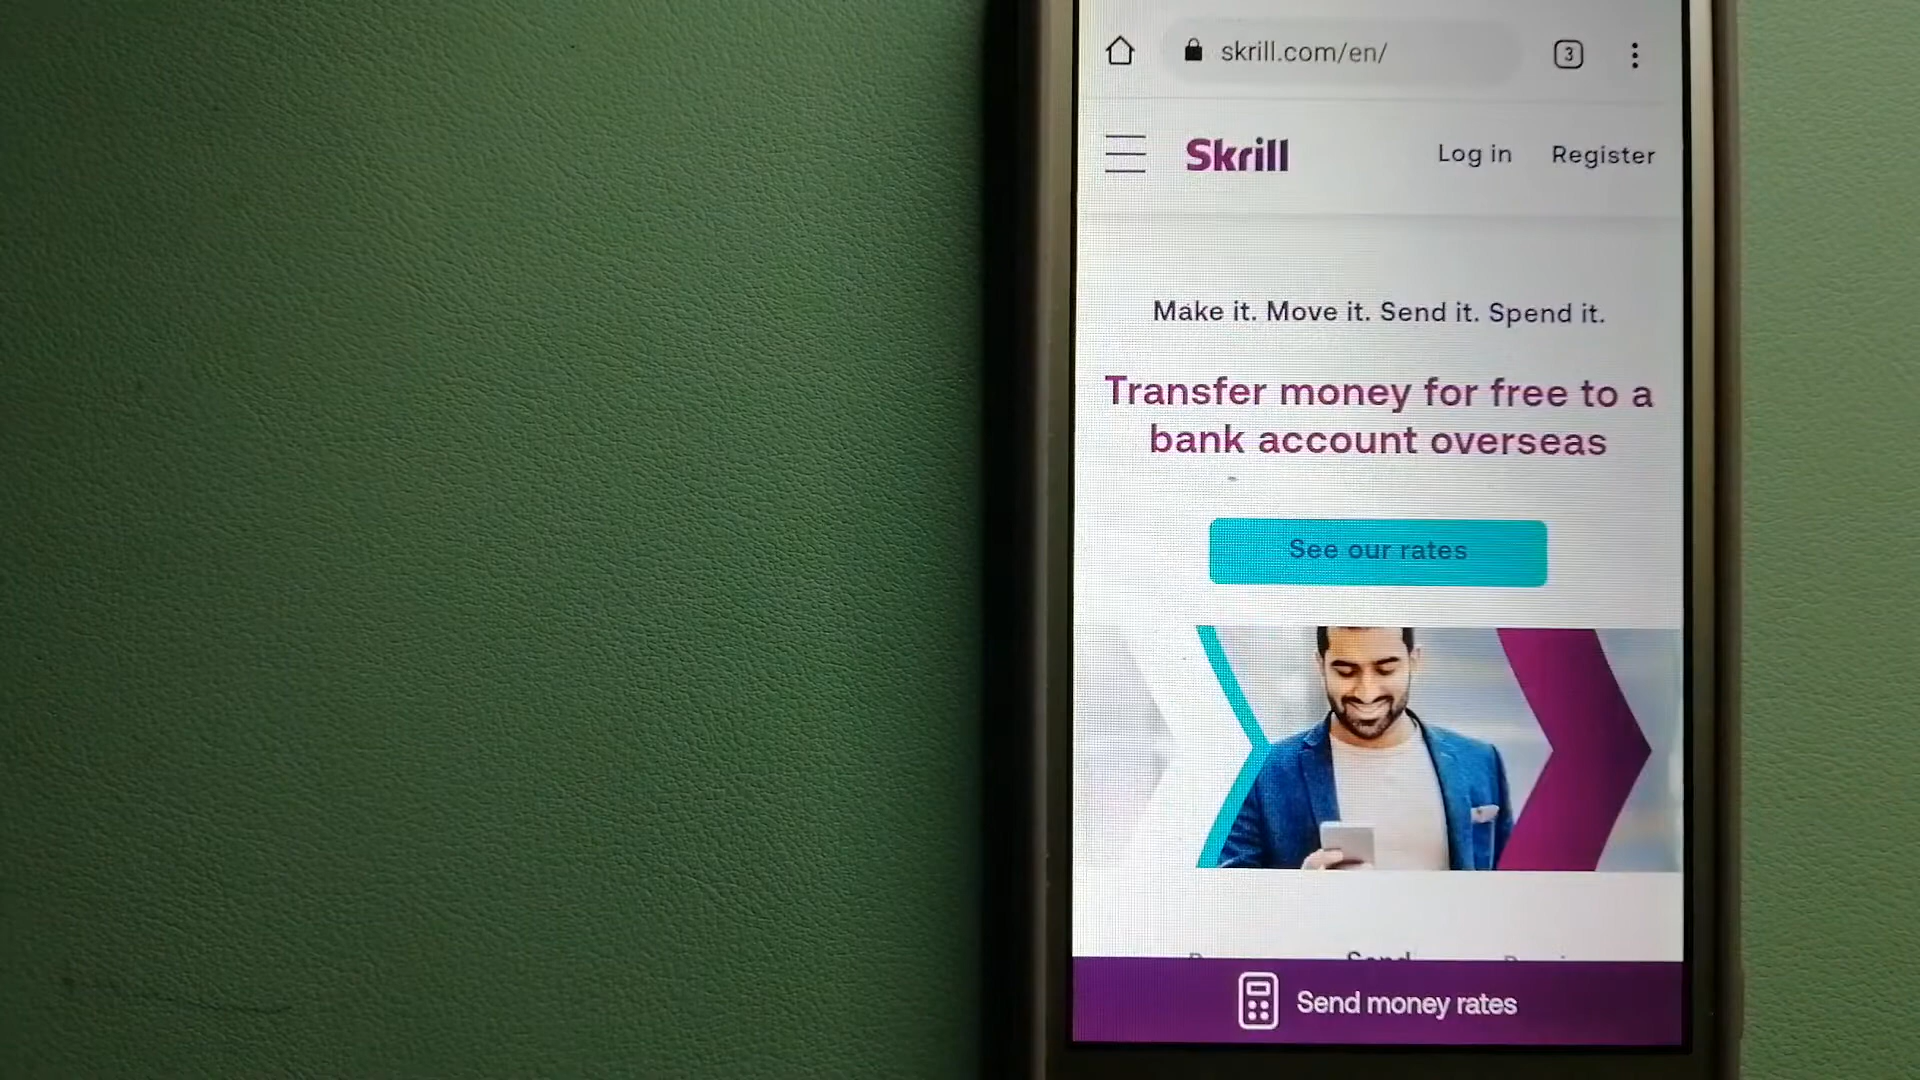 skrill.com/en/
3
Skrill
Log in
Register
Make it. Move it. Send it. Spend it.
Transfer money for free to a
bank account overseas
See our rates
Send
Send money rates